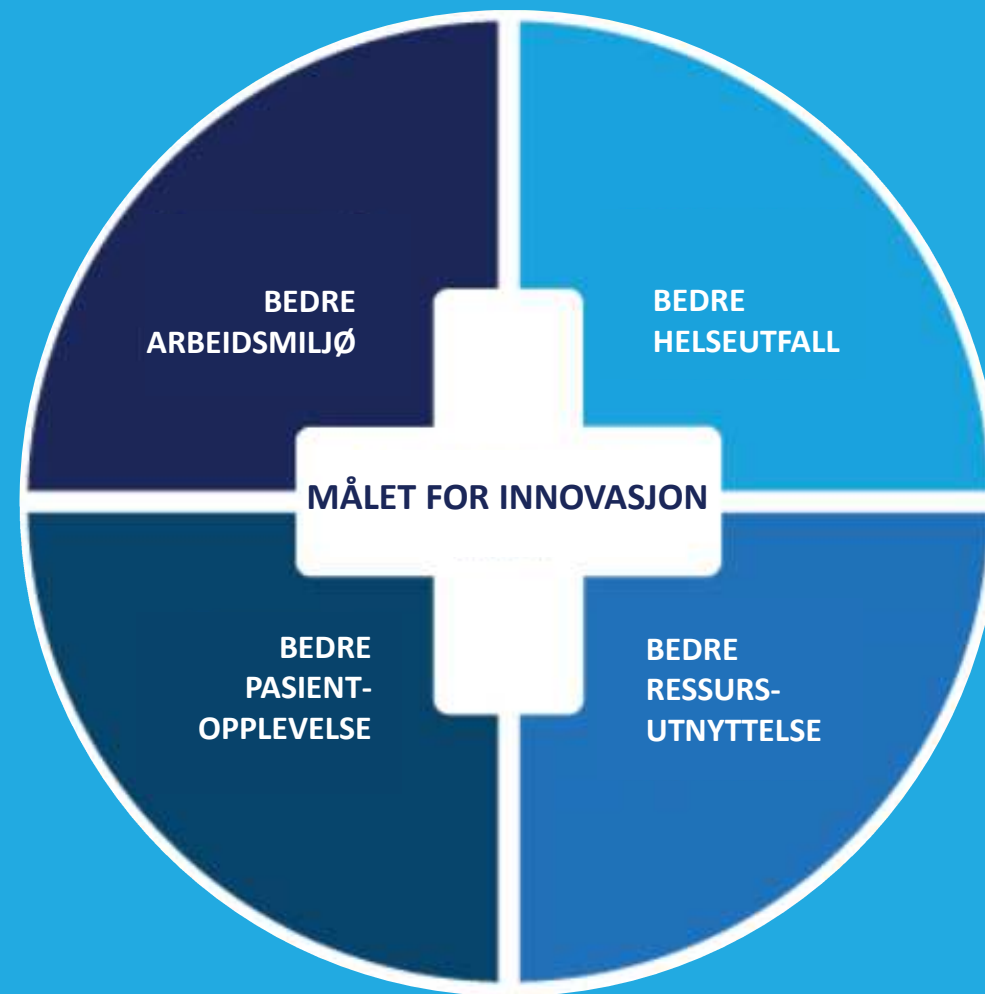 BEDRE
ARBEIDSMILJØ
BEDRE
HELSEUTFALL
MÅLET FOR INNOVASJON
BEDRE
PASIENT-
OPPLEVELSE
BEDRE
RESSURS-
UTNYTTELSE